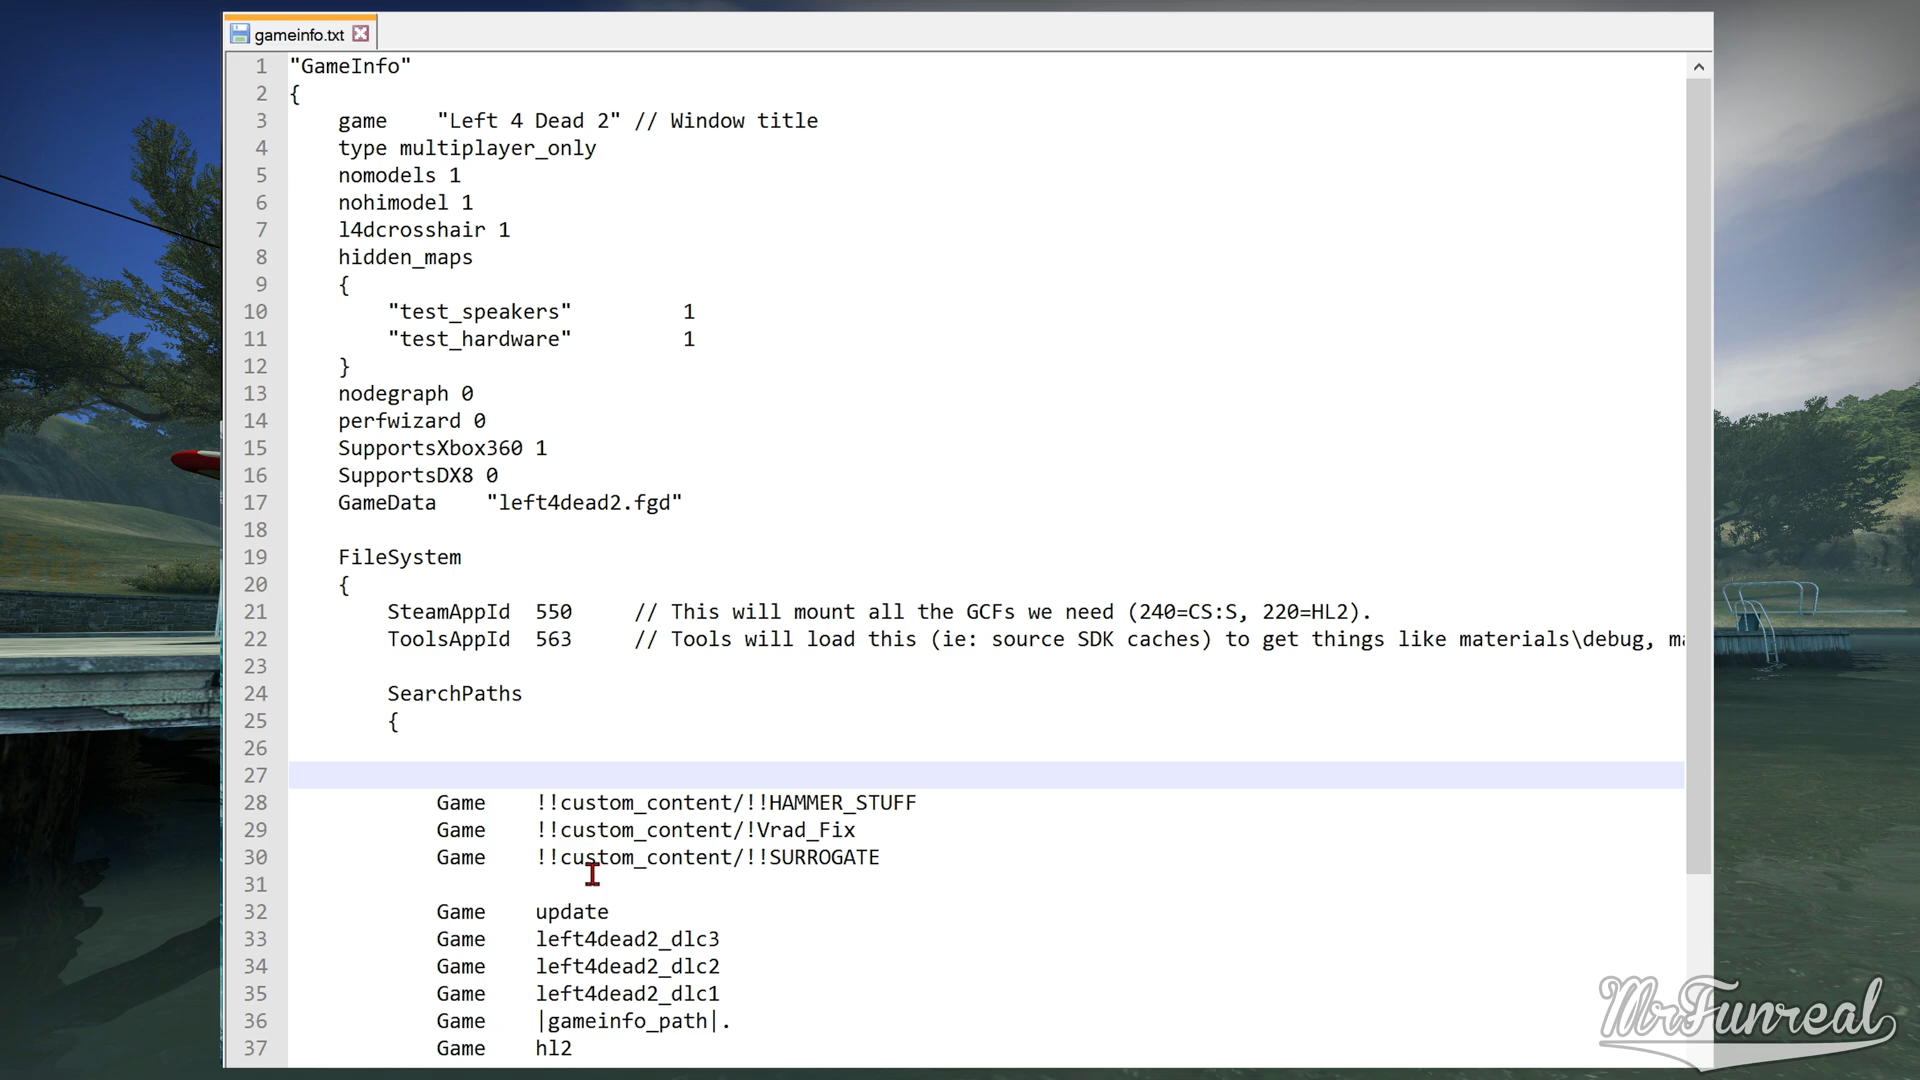 gameinfo.txt
1 "GameInfo"
2 {
3 game "Left 4 Dead 2" // Window title
4 type multiplayer_only
5 nomodels 1
6 nohimodel 1
7 l4dcrosshair 1
8 hidden_maps
9 {
10 "test_speakers" 1
11 "test_hardware" 1
12 }
13 nodegraph 0
14 perfwizard 0
15 SupportsXbox360 1
16 SupportsDX8 0
17 GameData "left4dead2.fgd"
18
19 FileSystem
20 {
21 SteamAppId 550 // This will mount all the GCFs we need (240=CS:S, 220=HL2).
22 ToolsAppId 563 // Tools will load this (ie: source SDK caches) to get things like materials\debug, ma
23
24 SearchPaths
25 {
26
27
28 Game !!custom_content/!!HAMMER_STUFF
29 Game !!custom_content/!Vrad_Fix
30 Game !!custom_content/!!SURROGATE
31
32 Game update
33 Game left4dead2_dlc3
34 Game left4dead2_dlc2
35 Game left4dead2_dlc1
36 Game |gameinfo_path|.
37 Game hl2
MrFunreal